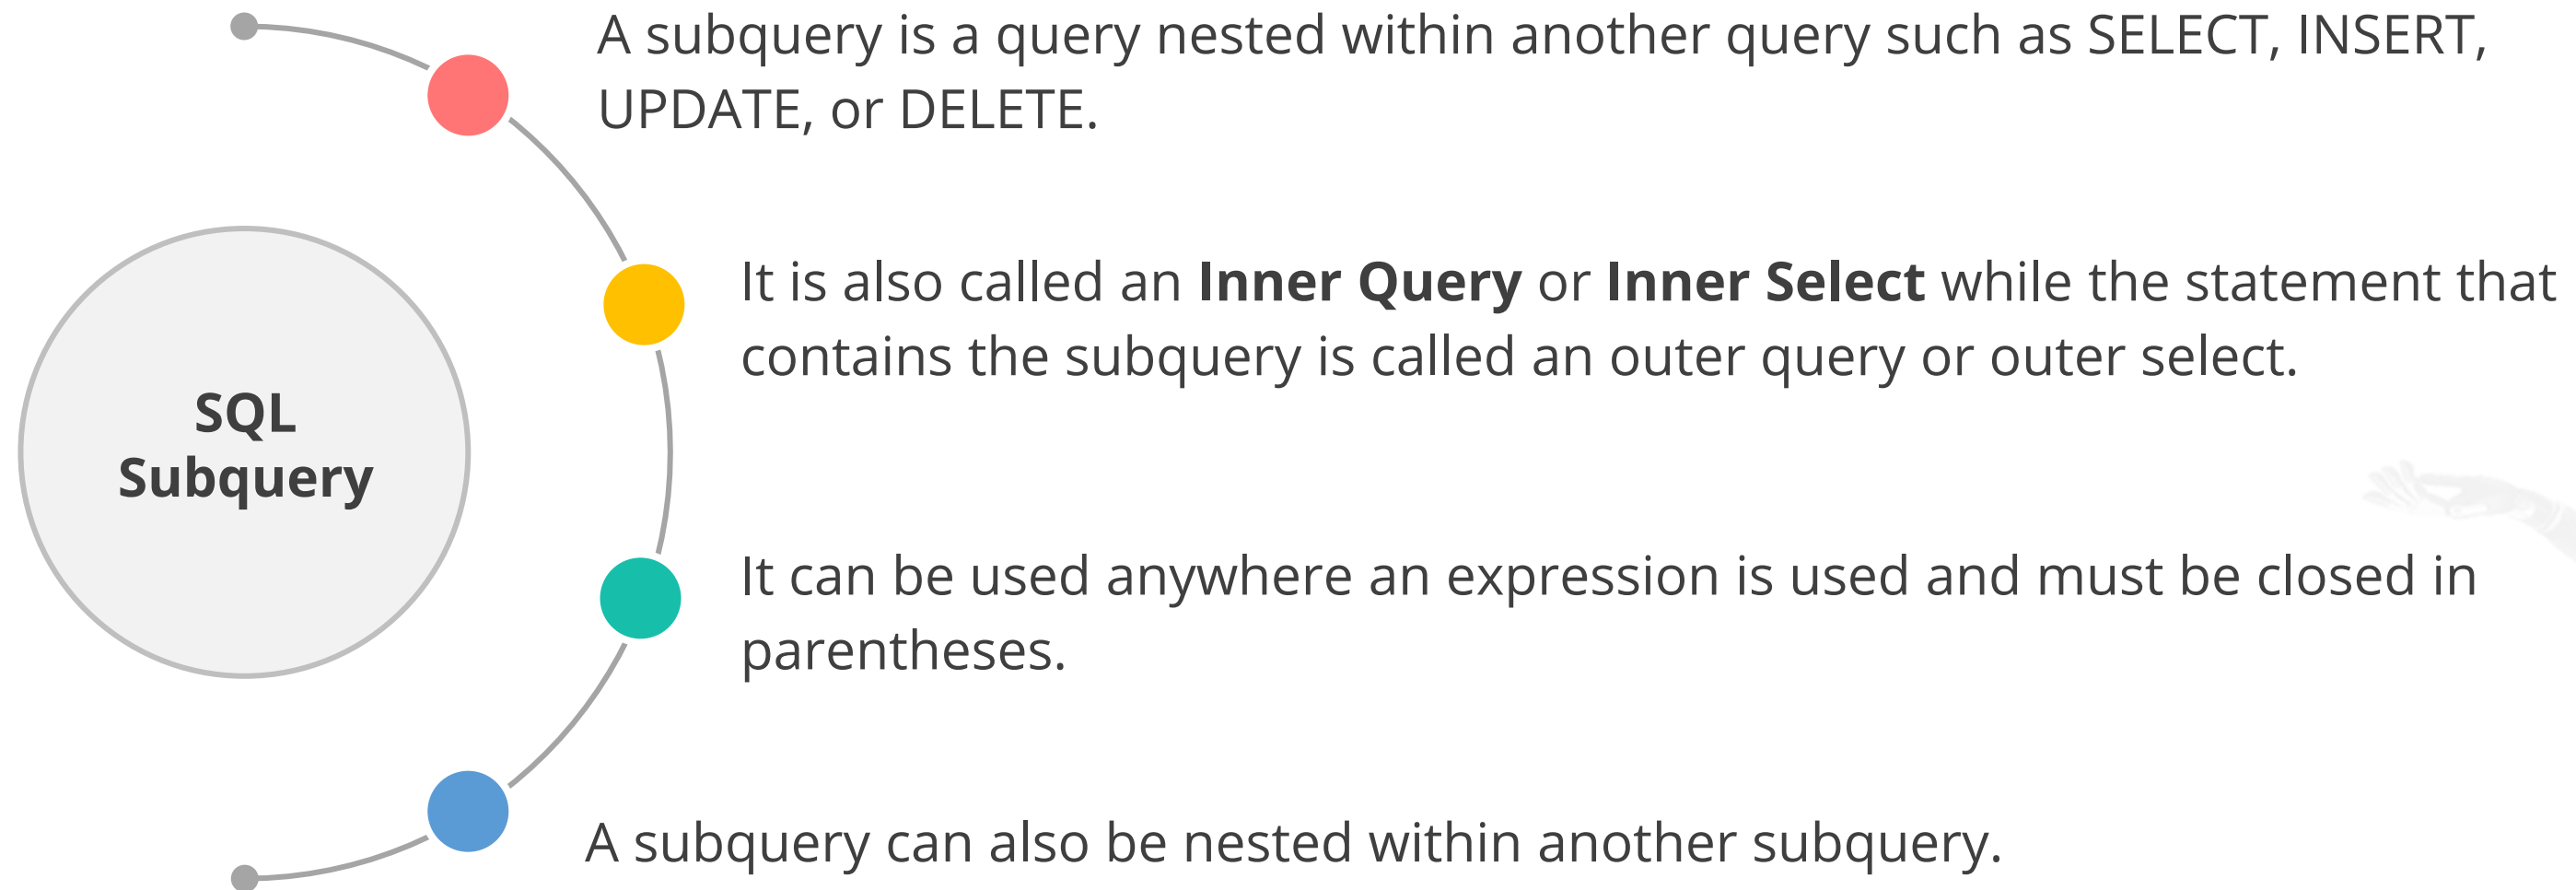 A subquery is a query nested within another query such as SELECT, INSERT,
UPDATE, or DELETE.
It is also called an Inner Query or Inner Select while the statement that
contains the subquery is called an outer query or outer select.
SQL
Subquery
It can be used anywhere an expression is used and must be closed in
parentheses.
A subquery can also be nested within another subquery.